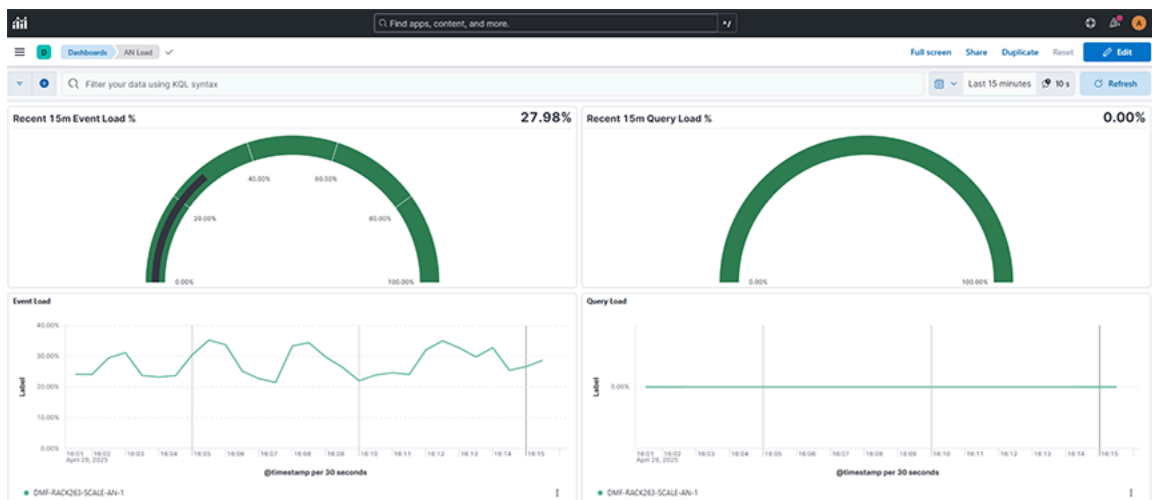 Find apps, content, and more.
*/
A
D
Dashboards
AN Load
Full screen
Share
Duplicate
Reset
Edit
Filter your data using KQL syntax
Last 15 minutes
10 s
Refresh
Recent 15m Event Load %
27.98%
40.00%
60.00%
20.00%
80.00%
0.00%
100.00%
Recent 15m Query Load %
0.00%
0.00%
100.00%
Event Load
40.00%
30.00%
20.00%
10.00%
0.00%
Label
16:01 16:02 16:03 16:04 16:05 16:06 16:07 16:08 16:09 16:10 16:11 16:12 16:13 16:14 16:15
April 29, 2025
@timestamp per 30 seconds
DMF-RACK263-SCALE-AN-1
Query Load
0.00%
Label
16:01 16:02 16:03 16:04 16:05 16:06 16:07 16:08 16:09 16:10 16:11 16:12 16:13 16:14 16:15
April 29, 2025
@timestamp per 30 seconds
DMF-RACK263-SCALE-AN-1